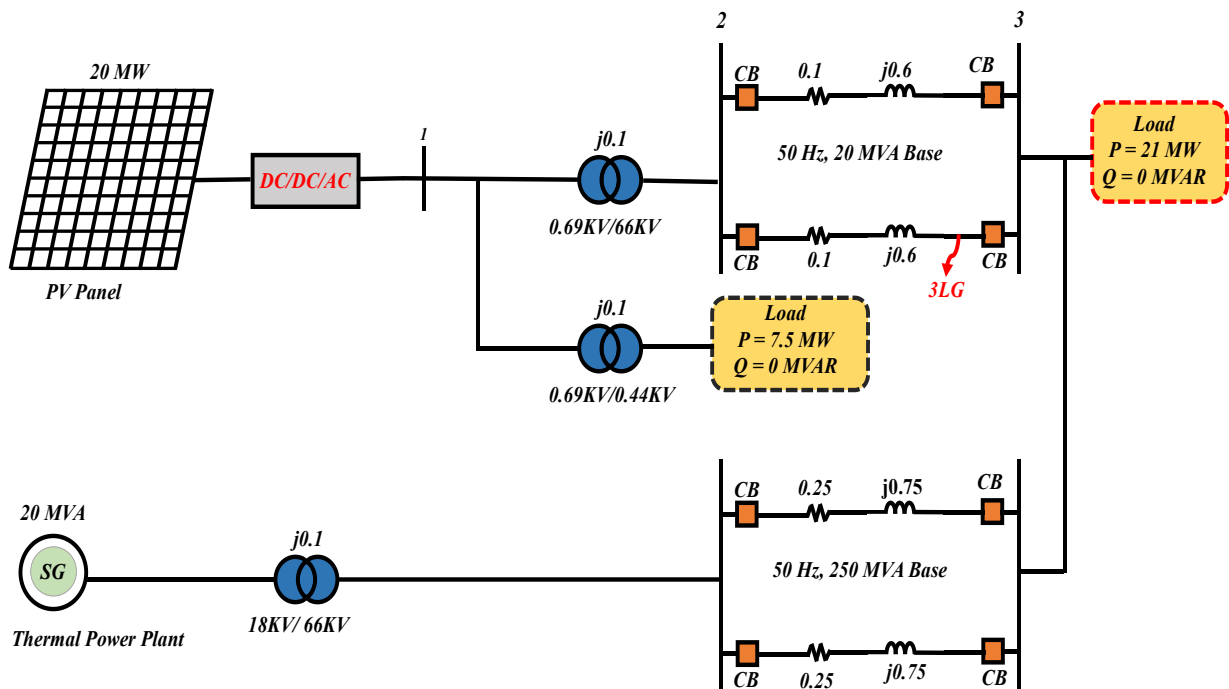 20 MW
DC/DC/AC
PV Panel
1
j0.1
0.69KV/66KV
2
3
CB
0.1
j0.6
CB
50 Hz, 20 MVA Base
CB
0.1
j0.6
CB
3LG
Load
P = 21 MW
Q = 0 MVAR
j0.1
0.69KV/0.44KV
Load
P = 7.5 MW
Q = 0 MVAR
20 MVA
SG
Thermal Power Plant
j0.1
18KV/ 66KV
CB
0.25
j0.75
CB
50 Hz, 250 MVA Base
CB
0.25
j0.75
CB